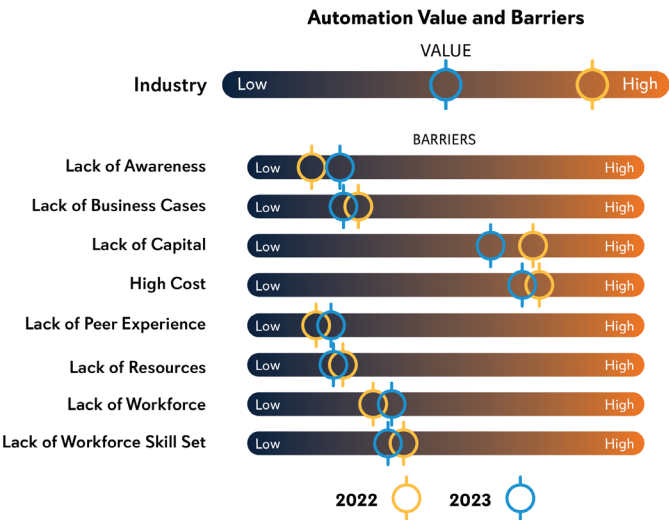 Automation Value and Barriers
VALUE
Industry Low High
BARRIERS
Lack of Awareness Low High
Lack of Business Cases Low High
Lack of Capital Low High
High Cost Low High
Lack of Peer Experience Low High
Lack of Resources Low High
Lack of Workforce Low High
Lack of Workforce Skill Set Low High
2022 2023